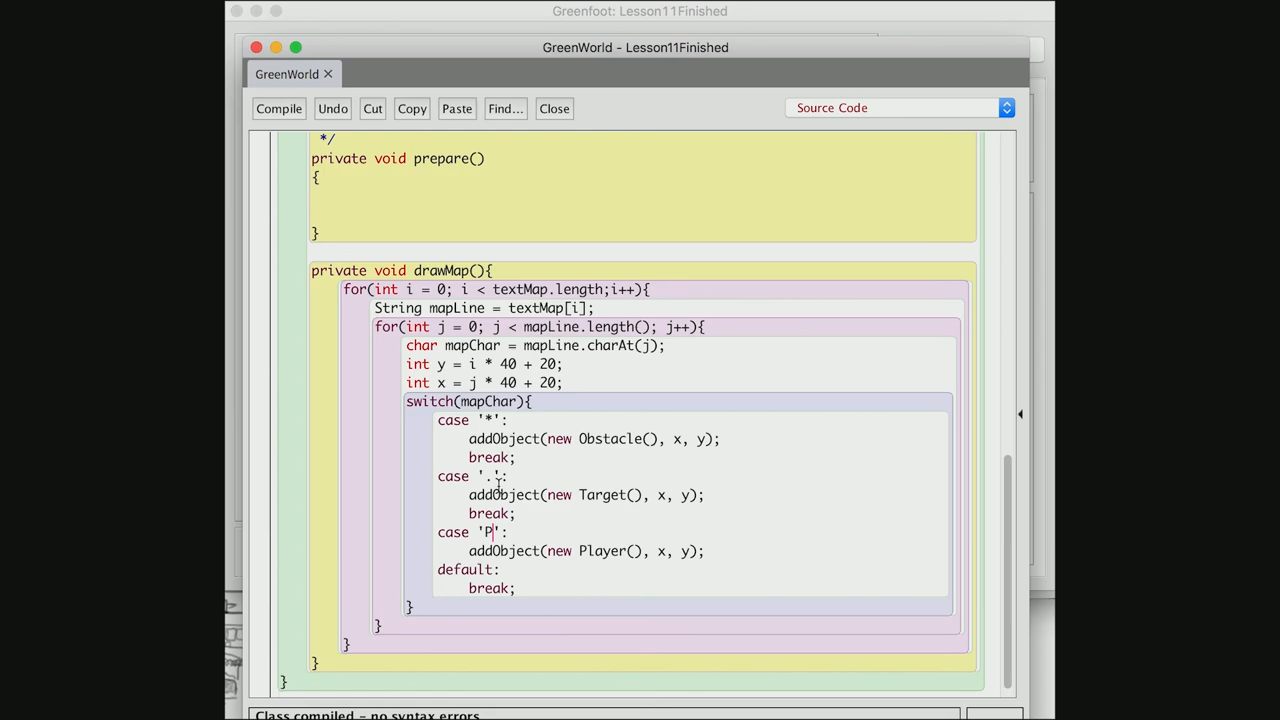 Greenfoot: Lesson11Finished
GreenWorld - Lesson11Finished
GreenWorld ✕
Compile Undo Cut Copy Paste Find... Close Source Code
*/
private void prepare()
{
}
private void drawMap(){
for(int i = 0; i < textMap.length;i++){
String mapLine = textMap[i];
for(int j = 0; j < mapLine.length(); j++){
char mapChar = mapLine.charAt(j);
int y = i * 40 + 20;
int x = j * 40 + 20;
switch(mapChar){
case '*':
addObject(new Obstacle(), x, y);
break;
case '.':
addObject(new Target(), x, y);
break;
case 'P':
addObject(new Player(), x, y);
default:
break;
}
}
}
}
}
Class compiled - no syntax errors